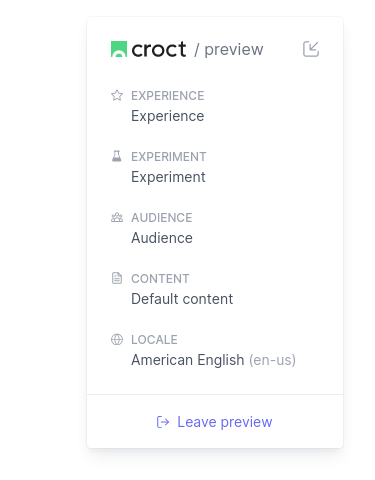 croct / preview
EXPERIENCE
Experience
EXPERIMENT
Experiment
AUDIENCE
Audience
CONTENT
Default content
LOCALE
American English (en-us)
Leave preview